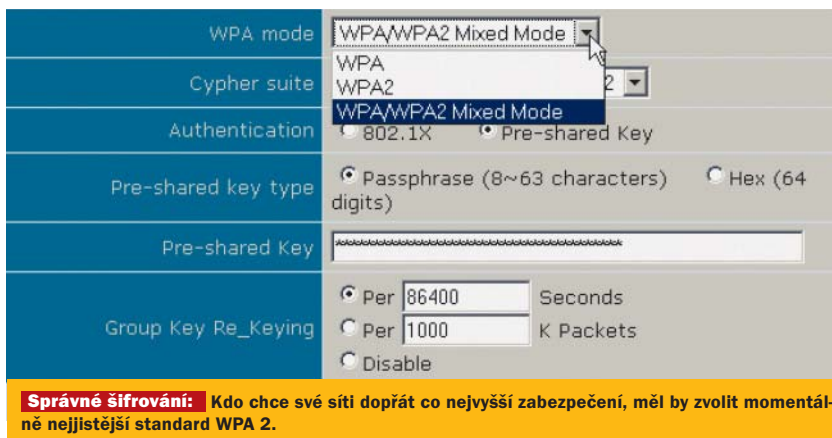 WPA mode WPA/WPA2 Mixed Mode
WPA
WPA2
WPA/WPA2 Mixed Mode
Cypher suite 2
Authentication 802.1X Pre-shared Key
Pre-shared key type Passphrase (8~63 characters) Hex (64
digits)
Pre-shared Key
Group Key Re_Keying Per 86400 Seconds
Per 1000 K Packets
Disable
Správné šifrování: Kdo chce své síti dopřát co nejvyšší zabezpečení, měl by zvolit momentál-
ně nejjistější standard WPA 2.